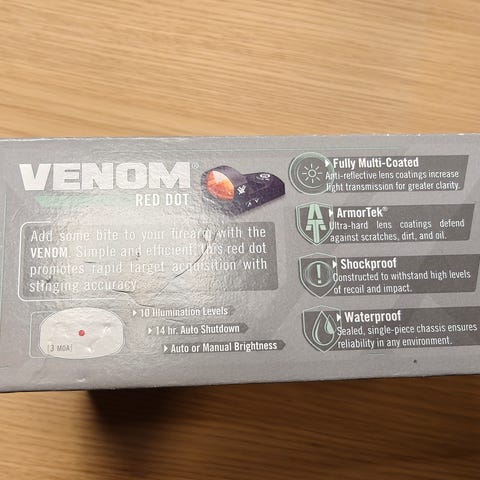 VENOM®
RED DOT
Add some bite to your firearm with the
VENOM. Simple and efficient, this red dot
promotes rapid target acquisition with
stinging accuracy.
(3 MOA)
10 Illumination Levels
14 hr. Auto Shutdown
Auto or Manual Brightness
Fully Multi-Coated
Anti-reflective lens coatings increase
light transmission for greater clarity.
AT
ArmorTek®
Ultra-hard lens coatings defend
against scratches, dirt, and oil.
Shockproof
Constructed to withstand high levels
of recoil and impact.
Waterproof
Sealed, single-piece chassis ensures
reliability in any environment.